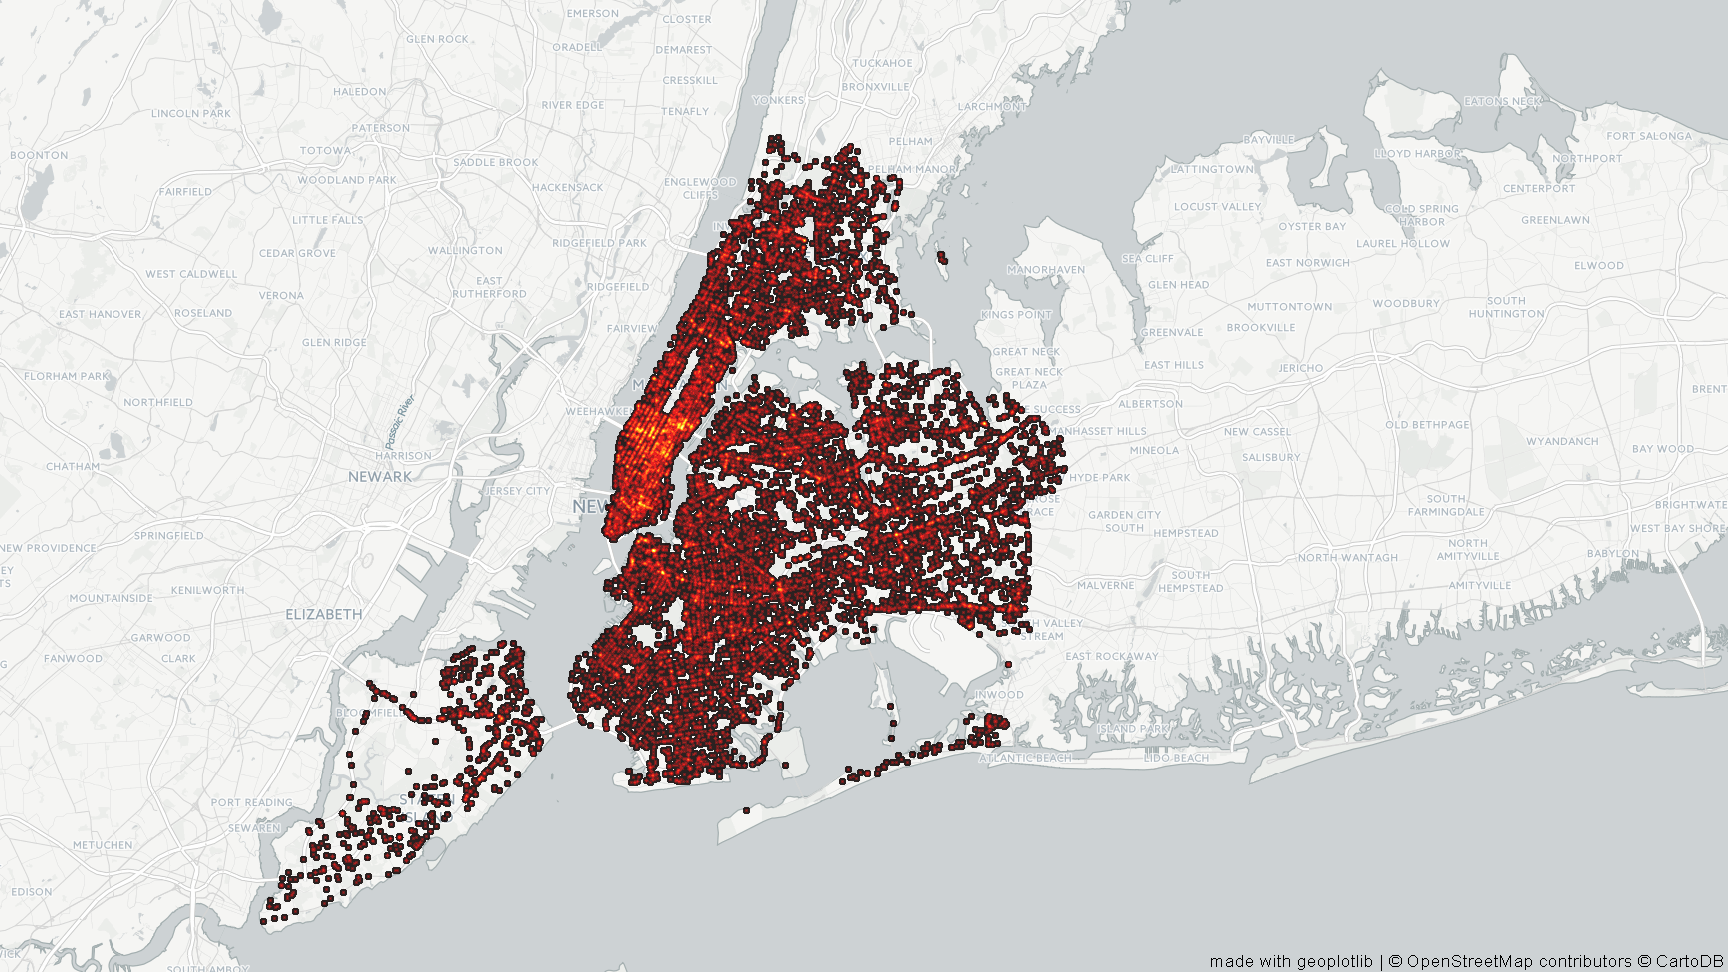 EMERSON
CLOSTER
GLEN ROCK
ORADELL
DEMAREST
TUCKAHOE
CRESSKILL
BRONXVILLE
HALEDON
YONKERS
EATONS NECK
RIVER EDGE
TENAFLY
LARCHMONT
LINCOLN PARK
PATERSON
FORT SALONGA
PELHAM
BAYVILLE
TOTOWA
BOONTON
SADDLE BROOK
LLOYD HARBOR
NORTHPORT
PELHAM MANOR
LATTINGTOWN
WOODLAND PARK
ENGLEWOOD
CLIFFS
HACKENSACK
CENTERPORT
FAIRFIELD
LOCUST VALLEY
COLD SPRING
HARBOR
LITTLE FALLS
GREENLAWN
OYSTER BAY
RIDGEFIELD PARK
LAUREL HOLLOW
WALLINGTON
CEDAR GROVE
SEA CLIFF
EAST NORWICH
ELWOOD
MANORHAVEN
WEST CALDWELL
EAST
RUTHERFORD
RIDGEFIELD
GLEN HEAD
VERONA
MUTTONTOWN
WOODBURY
SOUTH
HUNTINGTON
EAST HANOVER
ROSELAND
KINGS POINT
FAIRVIEW
BROOKVILLE
GREENVALE
GLEN RIDGE
GREAT NECK
EAST HILLS
JERICHO
GREAT NECK
PLAZA
FLORHAM PARK
BRENT
NORTHFIELD
ALBERTSON
WEEHAWKE
SUCCESS
Passaic River
OLD BETHPAGE
MANHASSET HILLS
NEW CASSEL
WYANDANCH
MINEOLA
BAY WOOD
HARRISON
SALISBURY
CHATHAM
NEWARK
HYDE PARK
JERSEY CITY
SOUTH
FARMINGDALE
NEW
BRIGHTWATE
GARDEN CITY
SOUTH
WEST BAY SHORE
SPRINGFIELD
HEMPSTEAD
NEW PROVIDENCE
NORTH
AMITYVILLE
BABYLON
NORTH WANTAGH
SOUTH
HEMPSTEAD
MALVERNE
AMITYVILLE
KENILWORTH
MOUNTAINSIDE
ELIZABETH
VALLEY
STREAM
GARWOOD
FANWOOD
CLARK
EAST ROCKAWAY
INWOOD
BLOOMFIELD
ISLAND PARK
ATLANTIC BEACH
LIDO BEACH
PORT READING
SEWAREN
METUCHEN
EDISON
SOUTH AMBOY
made with geoplotlib | © OpenStreetMap contributors © CartoDB